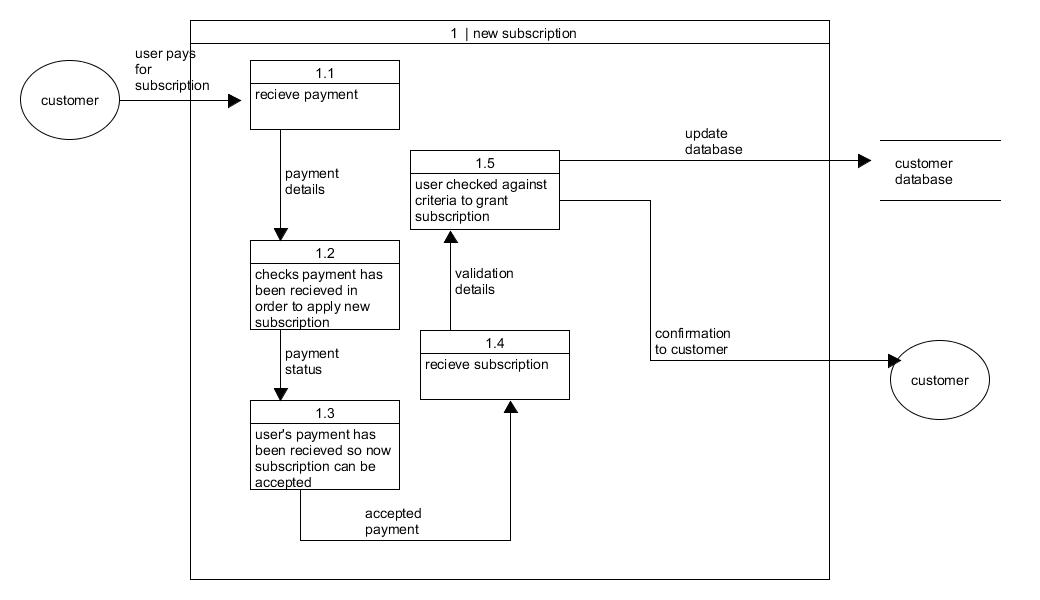 1 | new subscription
user pays
for
subscription
customer
1.1
recieve payment
payment
details
1.2
checks payment has
been recieved in
order to apply new
subscription
payment
status
1.3
user's payment has
been recieved so now
subscription can be
accepted
accepted
payment
1.4
recieve subscription
validation
details
1.5
user checked against
criteria to grant
subscription
update
database
customer
database
confirmation
to customer
customer